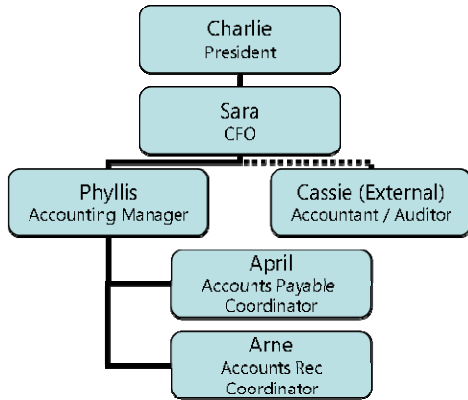 Charlie
President
Sara
CFO
Phyllis
Accounting Manager
Cassie (External)
Accountant / Auditor
April
Accounts Payable
Coordinator
Arne
Accounts Rec
Coordinator